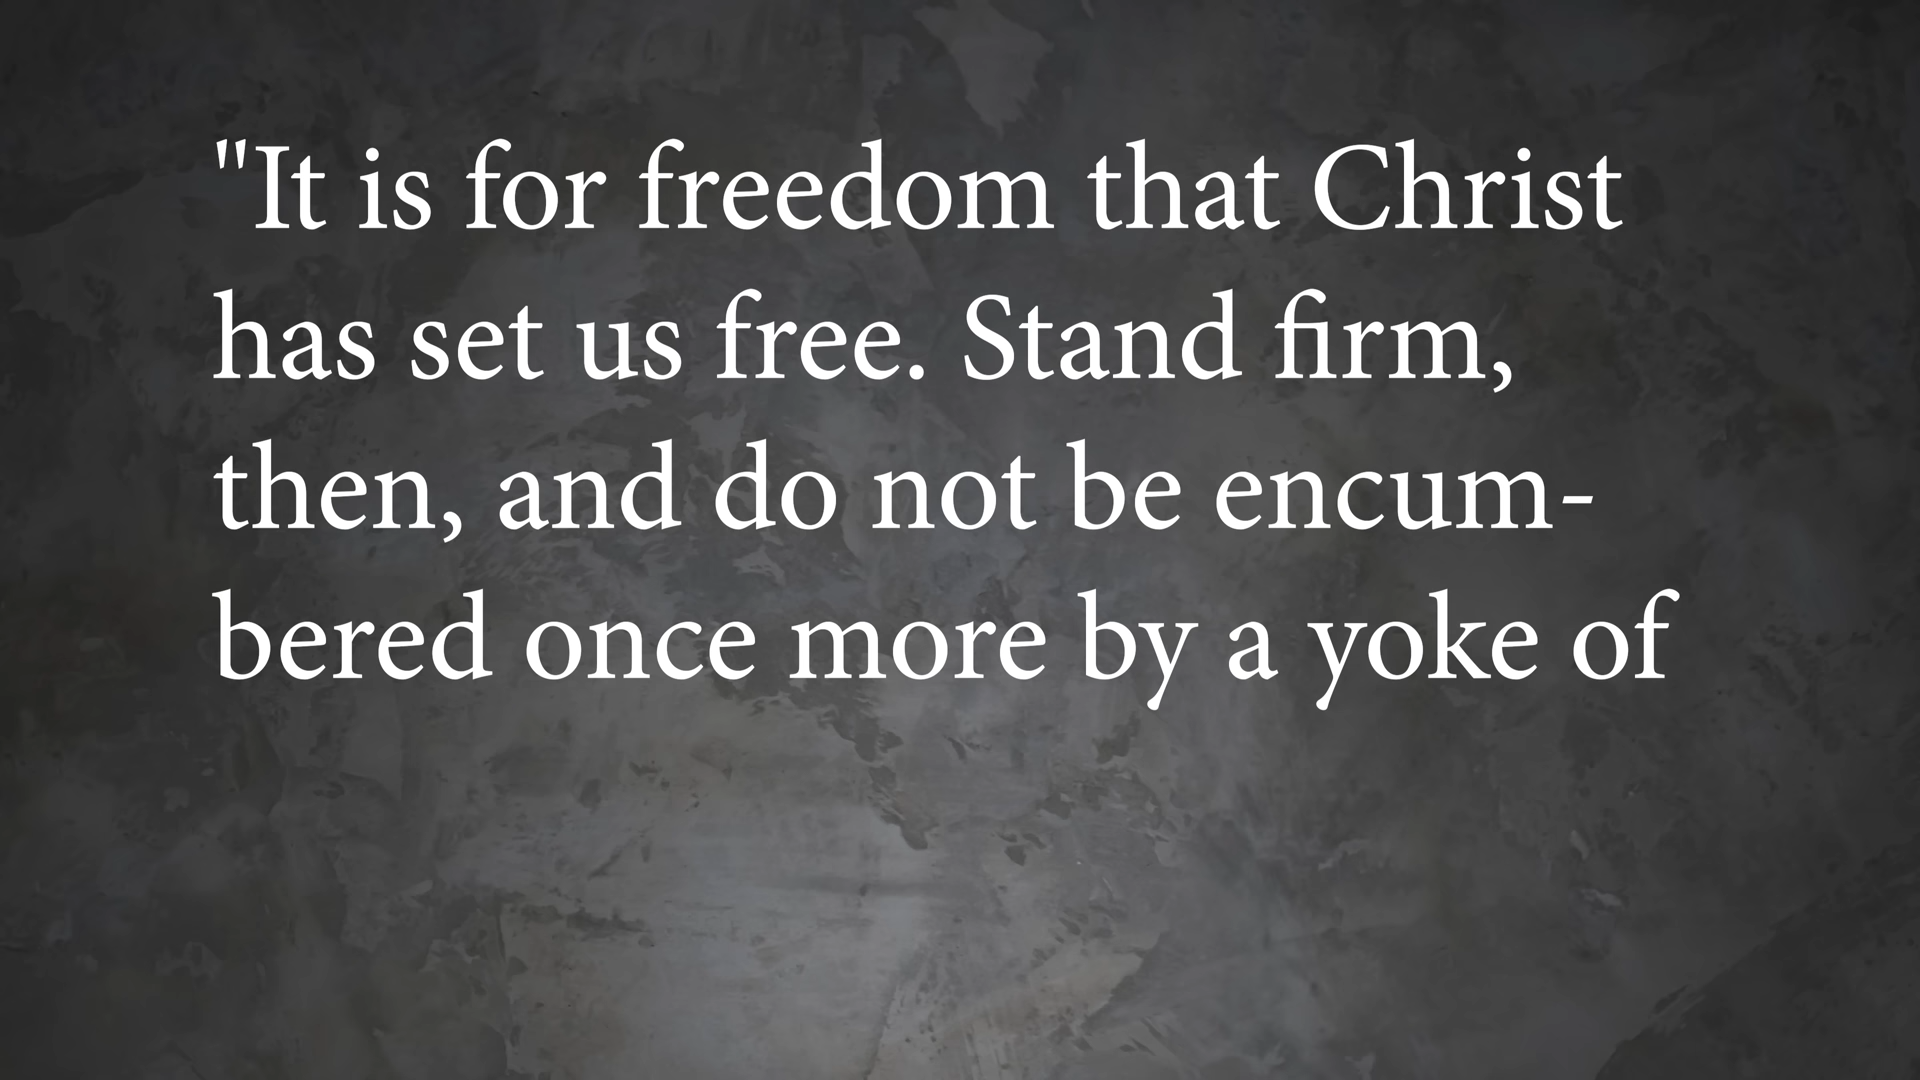 "It is for freedom that Christ
has set us free. Stand firm,
then, and do not be encum-
bered once more by a yoke of